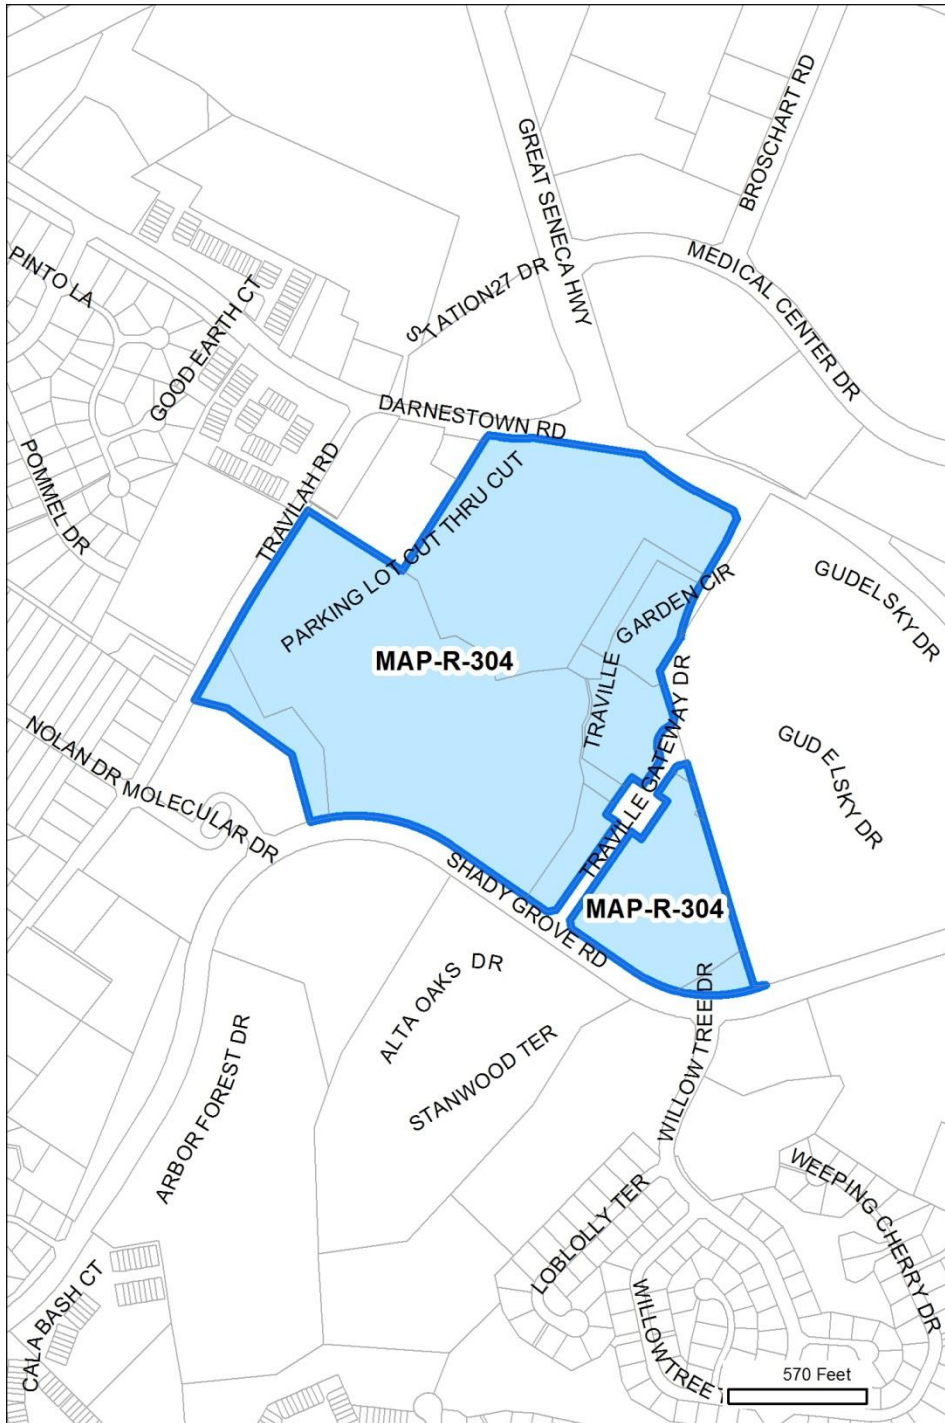 BROSCHART RD
GREAT SENECA HWY
MEDICAL CENTER DR
PINTO LA
STATION27 DR
GOOD EARTH CT
DARNESTOWN RD
POMMEL DR
TRAVILAH RD
PARKING LOT CUT THRU CUT
GUDELSKY DR
TRAVILLE GARDEN CIR
MAP-R-304
TRAVILLE GATEWAY DR
NOLAN DR
MOLECULAR DR
GUDELSKY DR
SHADY GROVE RD
MAP-R-304
ALTA OAKS DR
WILLOW TREE DR
STANWOOD TER
ARBOR FOREST DR
LOBLOLLY TER
WEEPING CHERRY DR
CALABASH CT
WILLOWTREE T
570 Feet